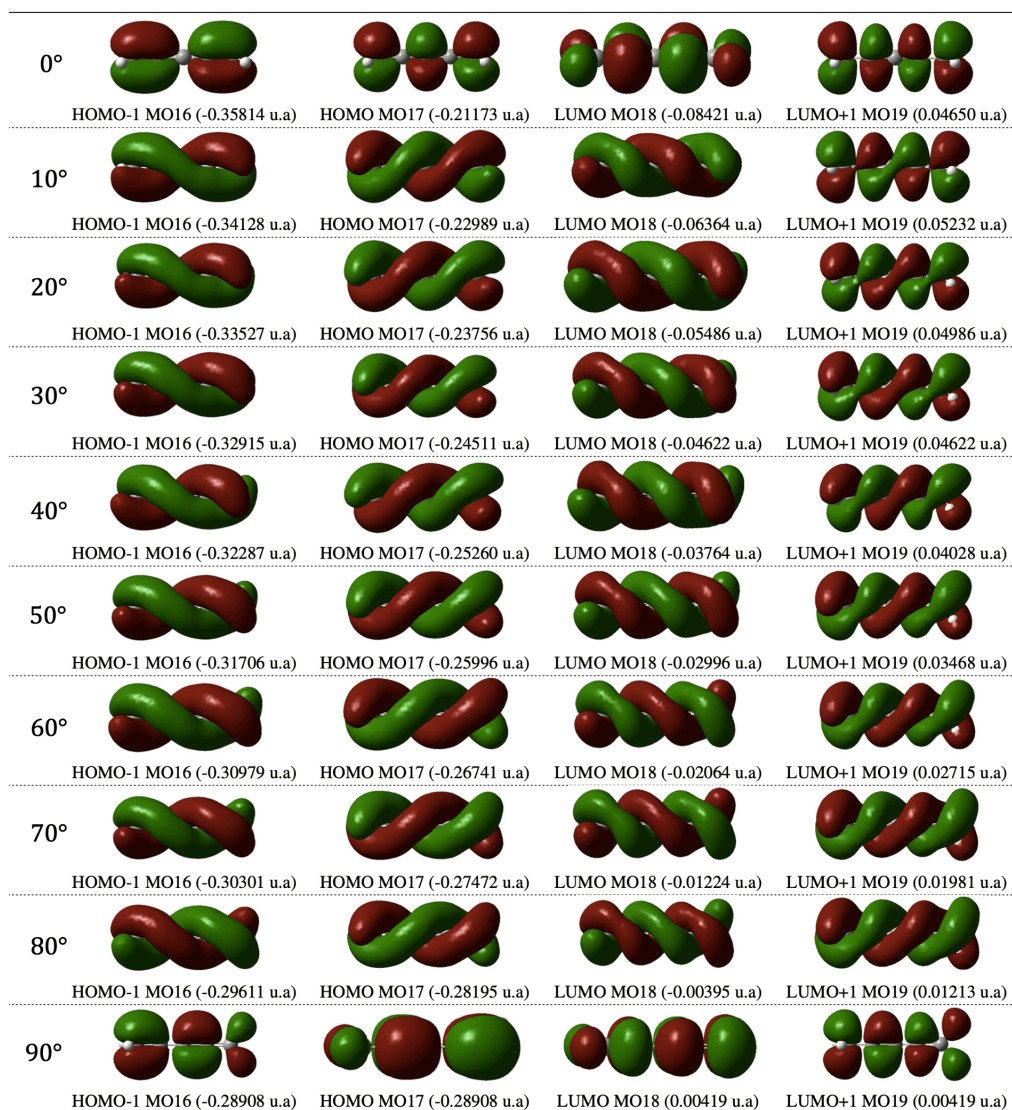 0°
HOMO-1 MO16 (-0.35814 u.a) HOMO MO17 (-0.21173 u.a) LUMO MO18 (-0.08421 u.a) LUMO+1 MO19 (0.04650 u.a)
10°
HOMO-1 MO16 (-0.34128 u.a) HOMO MO17 (-0.22989 u.a) LUMO MO18 (-0.06364 u.a) LUMO+1 MO19 (0.05232 u.a)
20°
HOMO-1 MO16 (-0.33527 u.a) HOMO MO17 (-0.23756 u.a) LUMO MO18 (-0.05486 u.a) LUMO+1 MO19 (0.04986 u.a)
30°
HOMO-1 MO16 (-0.32915 u.a) HOMO MO17 (-0.24511 u.a) LUMO MO18 (-0.04622 u.a) LUMO+1 MO19 (0.04622 u.a)
40°
HOMO-1 MO16 (-0.32287 u.a) HOMO MO17 (-0.25260 u.a) LUMO MO18 (-0.03764 u.a) LUMO+1 MO19 (0.04028 u.a)
50°
HOMO-1 MO16 (-0.31706 u.a) HOMO MO17 (-0.25996 u.a) LUMO MO18 (-0.02996 u.a) LUMO+1 MO19 (0.03468 u.a)
60°
HOMO-1 MO16 (-0.30979 u.a) HOMO MO17 (-0.26741 u.a) LUMO MO18 (-0.02064 u.a) LUMO+1 MO19 (0.02715 u.a)
70°
HOMO-1 MO16 (-0.30301 u.a) HOMO MO17 (-0.27472 u.a) LUMO MO18 (-0.01224 u.a) LUMO+1 MO19 (0.01981 u.a)
80°
HOMO-1 MO16 (-0.29611 u.a) HOMO MO17 (-0.28195 u.a) LUMO MO18 (-0.00395 u.a) LUMO+1 MO19 (0.01213 u.a)
90°
HOMO-1 MO16 (-0.28908 u.a) HOMO MO17 (-0.28908 u.a) LUMO MO18 (0.00419 u.a) LUMO+1 MO19 (0.00419 u.a)